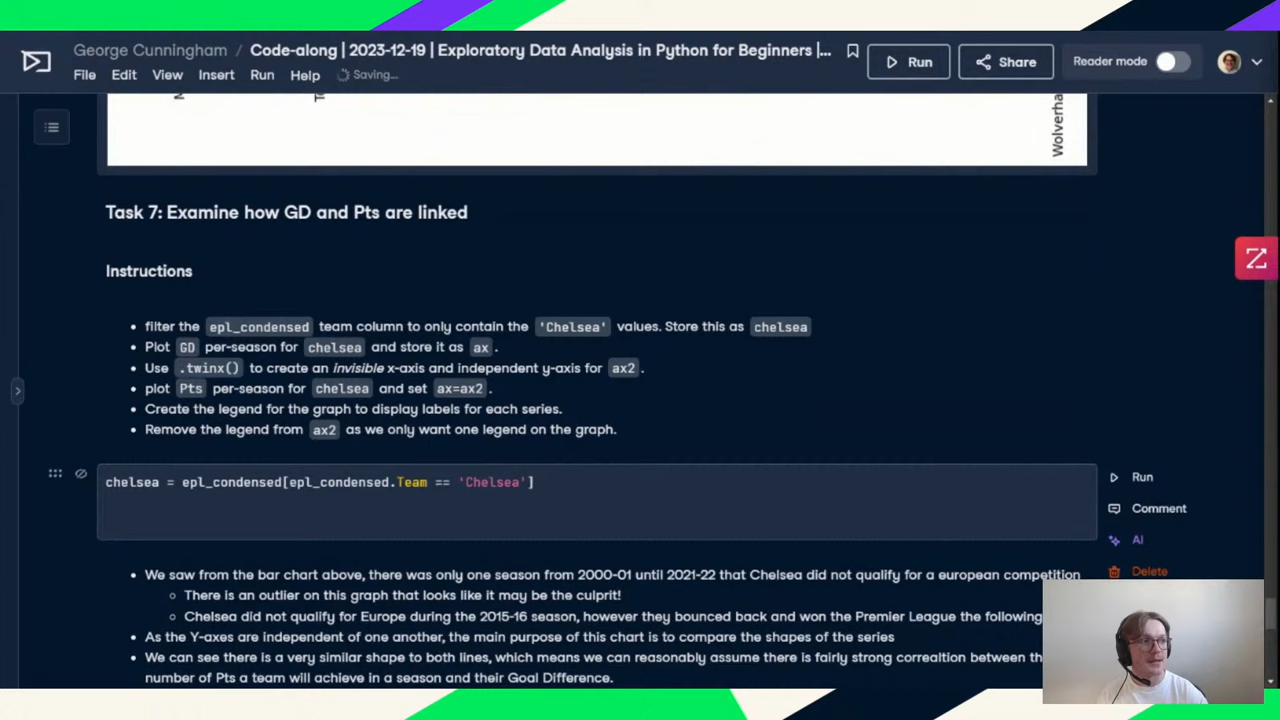 George Cunningham / Code-along | 2023-12-19 | Exploratory Data Analysis in Python for Beginners |...
Run
Share
Reader mode
File Edit View Insert Run Help Saving...
Wolverha
Task 7: Examine how GD and Pts are linked
Instructions
• filter the epl_condensed team column to only contain the 'Chelsea' values. Store this as chelsea
• Plot GD per-season for chelsea and store it as ax.
• Use .twinx() to create an invisible x-axis and independent y-axis for ax2.
• plot Pts per-season for chelsea and set ax=ax2.
• Create the legend for the graph to display labels for each series.
• Remove the legend from ax2 as we only want one legend on the graph.
chelsea = epl_condensed[epl_condensed.Team == 'Chelsea']
Run
Comment
AI
Delete
• We saw from the bar chart above, there was only one season from 2000-01 until 2021-22 that Chelsea did not qualify for a european competition
◦ There is an outlier on this graph that looks like it may be the culprit!
◦ Chelsea did not qualify for Europe during the 2015-16 season, however they bounced back and won the Premier League the following
• As the Y-axes are independent of one another, the main purpose of this chart is to compare the shapes of the series
• We can see there is a very similar shape to both lines, which means we can reasonably assume there is fairly strong correaltion between th
number of Pts a team will achieve in a season and their Goal Difference.